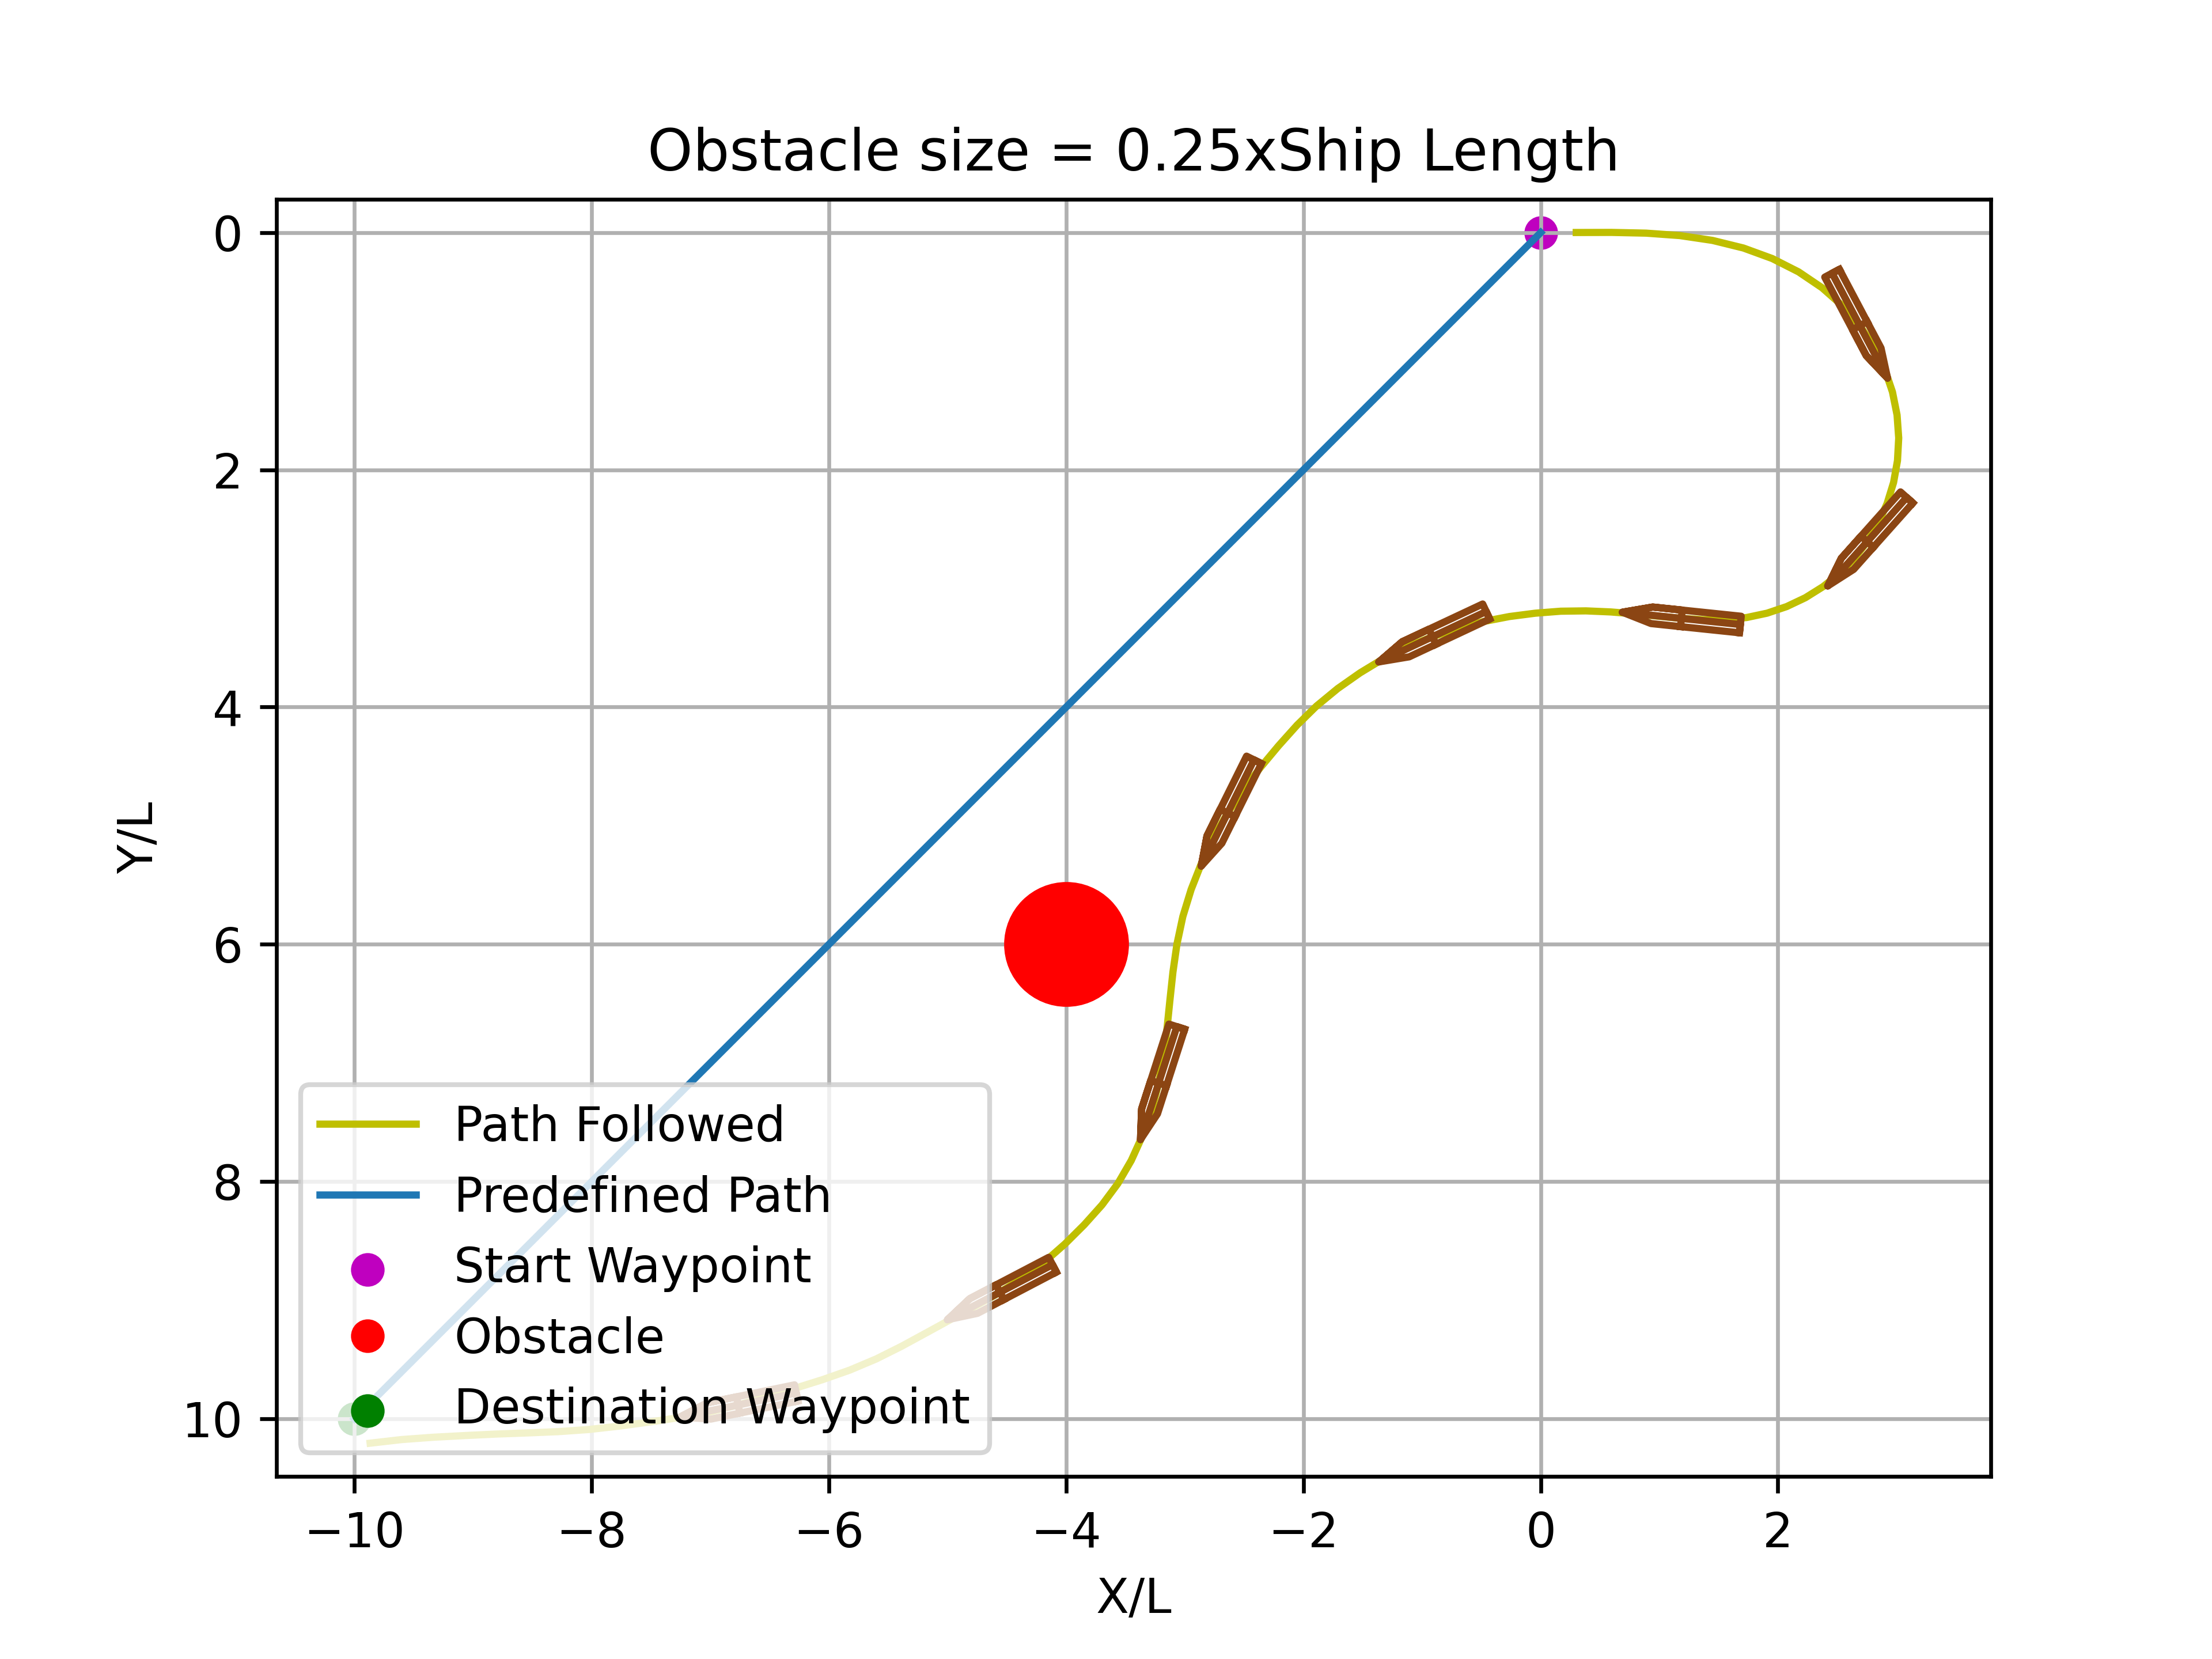 Obstacle size = 0.25xShip Length
0
2
4
6
8
10
Y/L
Path Followed
Predefined Path
Start Waypoint
Obstacle
Destination Waypoint
−10 −8 −6 −4 −2 0 2
X/L